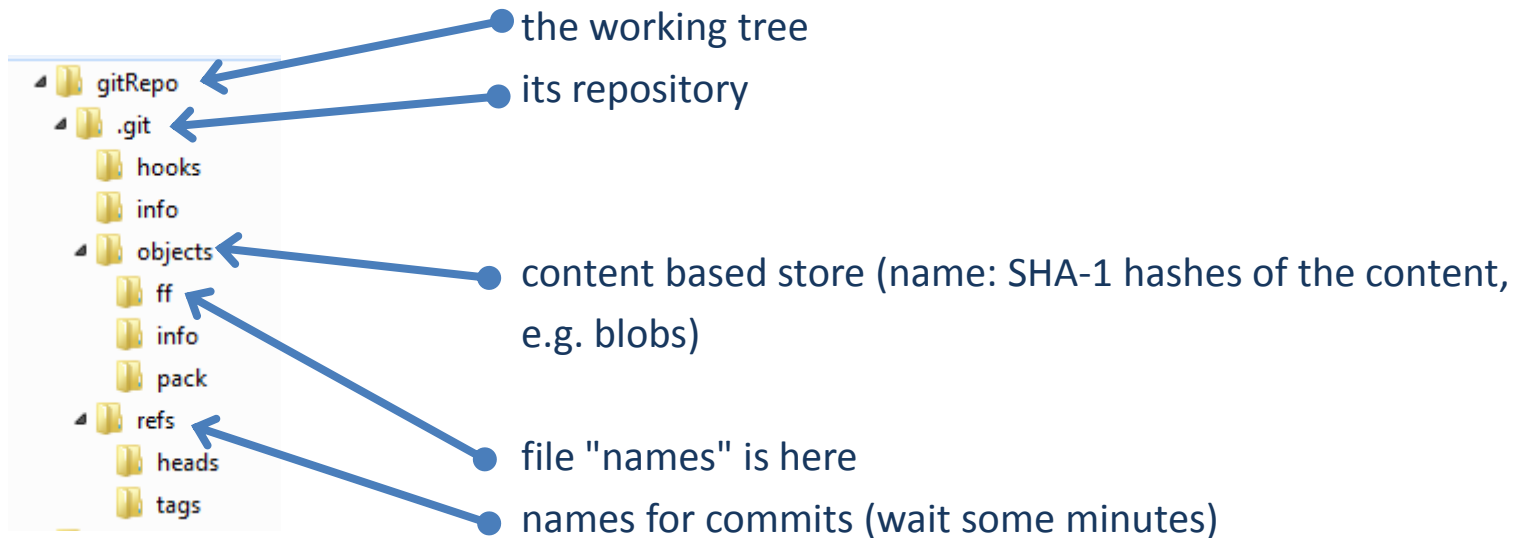 the working tree
gitRepo
its repository
.git
hooks
info
objects
content based store (name: SHA-1 hashes of the content,
ff
info
e.g. blobs)
pack
refs
file "names" is here
heads
tags
names for commits (wait some minutes)